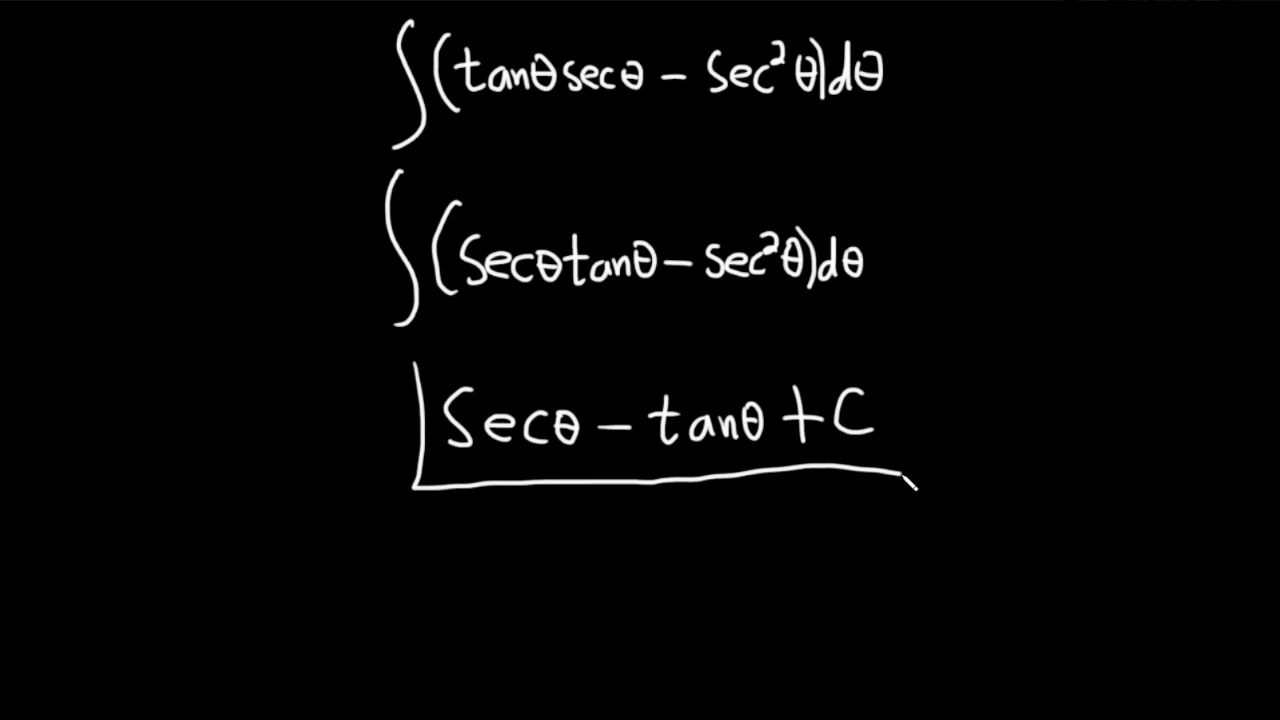 ∫(tanθsecθ − sec²θ)dθ
∫(secθtanθ − sec²θ)dθ
secθ − tanθ + C